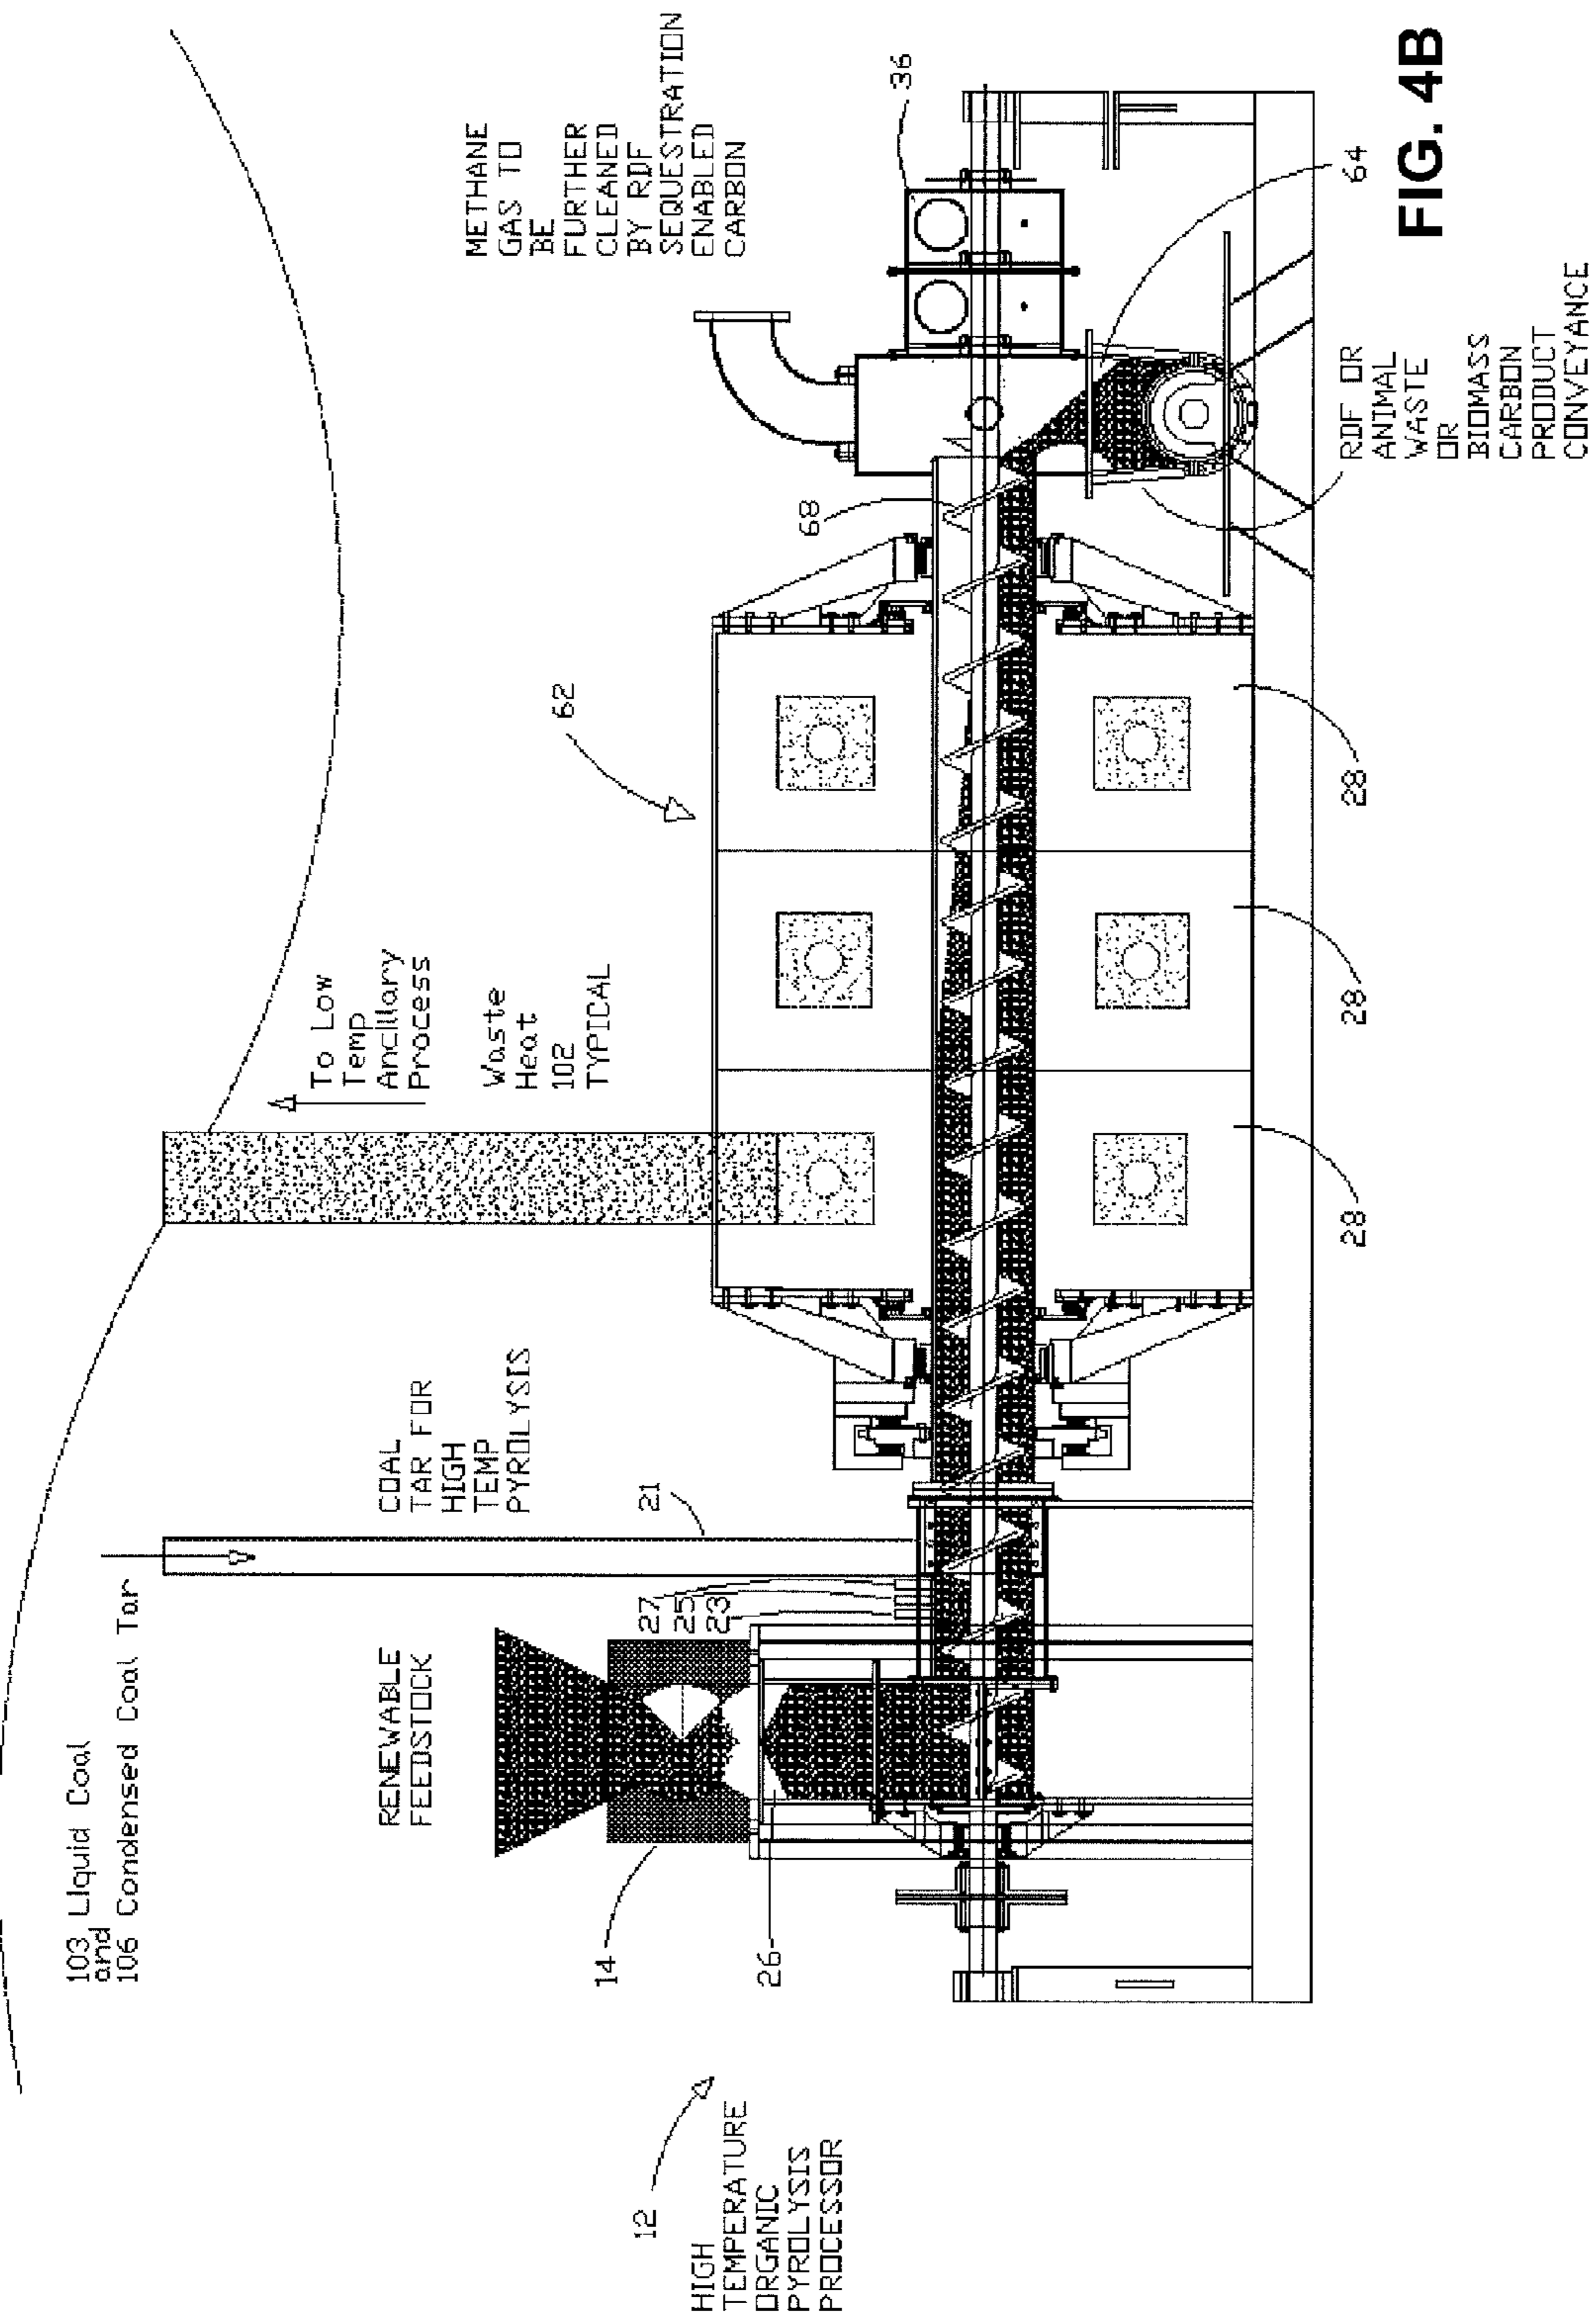 103 Liquid Coal
and
106 Condensed Coal Tar
To Low
Temp
Ancillary
Process
Waste
Heat
102
TYPICAL
COAL
TAR FOR
HIGH
TEMP
PYROLYSIS
RENEWABLE
FEEDSTOCK
METHANE
GAS TO
BE
FURTHER
CLEANED
BY RDF
SEQUESTRATION
ENABLED
CARBON
62
21
27
25
23
14
26
68
36
12
HIGH
TEMPERATURE
ORGANIC
PYROLYSIS
PROCESSOR
28
28
28
64
RDF OR
ANIMAL
WASTE
OR
BIOMASS
CARBON
PRODUCT
CONVEYANCE
FIG. 4B